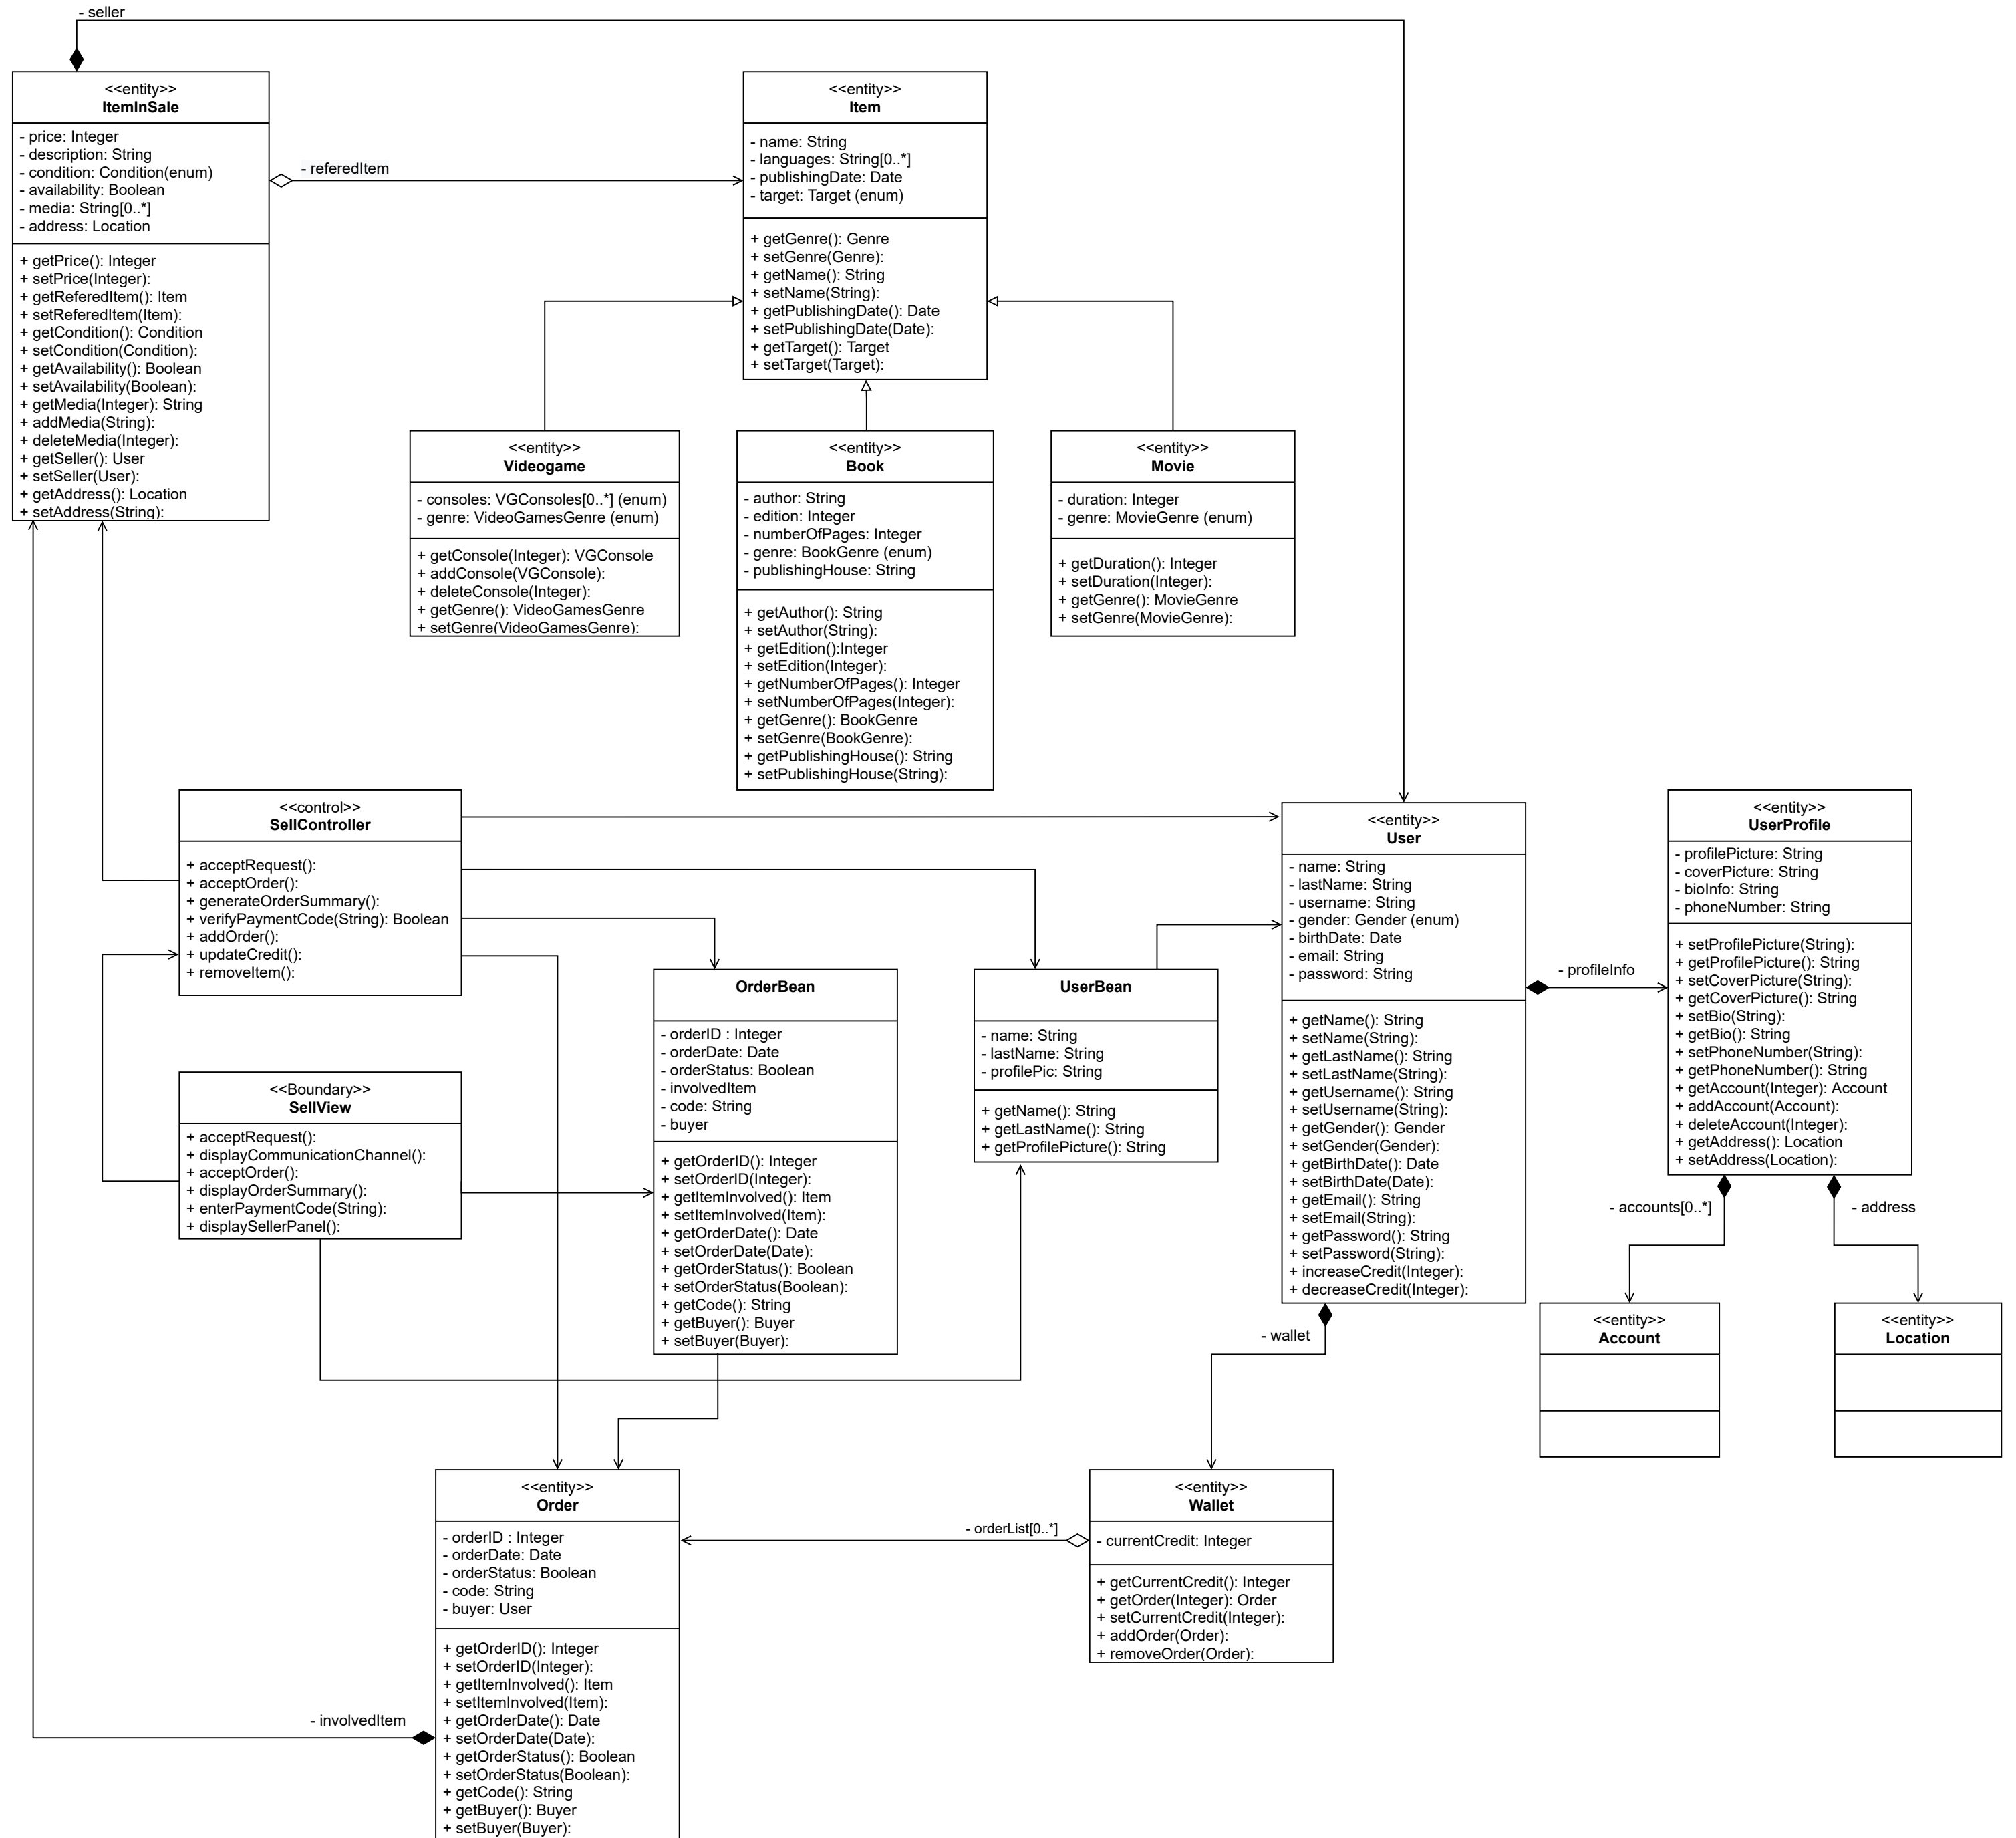 - seller
<<entity>>
ItemInSale
- price: Integer
- description: String
- condition: Condition(enum)
- availability: Boolean
- media: String[0..*]
- address: Location
+ getPrice(): Integer
+ setPrice(Integer):
+ getReferedItem(): Item
+ setReferedItem(Item):
+ getCondition(): Condition
+ setCondition(Condition):
+ getAvailability(): Boolean
+ setAvailability(Boolean):
+ getMedia(Integer): String
+ addMedia(String):
+ deleteMedia(Integer):
+ getSeller(): User
+ setSeller(User):
+ getAddress(): Location
+ setAddress(String):
- referedItem
<<entity>>
Item
- name: String
- languages: String[0..*]
- publishingDate: Date
- target: Target (enum)
+ getGenre(): Genre
+ setGenre(Genre):
+ getName(): String
+ setName(String):
+ getPublishingDate(): Date
+ setPublishingDate(Date):
+ getTarget(): Target
+ setTarget(Target):
<<entity>>
Videogame
- consoles: VGConsoles[0..*] (enum)
- genre: VideoGamesGenre (enum)
+ getConsole(Integer): VGConsole
+ addConsole(VGConsole):
+ deleteConsole(Integer):
+ getGenre(): VideoGamesGenre
+ setGenre(VideoGamesGenre):
<<entity>>
Book
- author: String
- edition: Integer
- numberOfPages: Integer
- genre: BookGenre (enum)
- publishingHouse: String
+ getAuthor(): String
+ setAuthor(String):
+ getEdition():Integer
+ setEdition(Integer):
+ getNumberOfPages(): Integer
+ setNumberOfPages(Integer):
+ getGenre(): BookGenre
+ setGenre(BookGenre):
+ getPublishingHouse(): String
+ setPublishingHouse(String):
<<entity>>
Movie
- duration: Integer
- genre: MovieGenre (enum)
+ getDuration(): Integer
+ setDuration(Integer):
+ getGenre(): MovieGenre
+ setGenre(MovieGenre):
<<control>>
SellController
+ acceptRequest():
+ acceptOrder():
+ generateOrderSummary():
+ verifyPaymentCode(String): Boolean
+ addOrder():
+ updateCredit():
+ removeItem():
<<Boundary>>
SellView
+ acceptRequest():
+ displayCommunicationChannel():
+ acceptOrder():
+ displayOrderSummary():
+ enterPaymentCode(String):
+ displaySellerPanel():
OrderBean
- orderID : Integer
- orderDate: Date
- orderStatus: Boolean
- involvedItem
- code: String
- buyer
+ getOrderID(): Integer
+ setOrderID(Integer):
+ getItemInvolved(): Item
+ setItemInvolved(Item):
+ getOrderDate(): Date
+ setOrderDate(Date):
+ getOrderStatus(): Boolean
+ setOrderStatus(Boolean):
+ getCode(): String
+ getBuyer(): Buyer
+ setBuyer(Buyer):
UserBean
- name: String
- lastName: String
- profilePic: String
+ getName(): String
+ getLastName(): String
+ getProfilePicture(): String
<<entity>>
User
- name: String
- lastName: String
- username: String
- gender: Gender (enum)
- birthDate: Date
- email: String
- password: String
+ getName(): String
+ setName(String):
+ getLastName(): String
+ setLastName(String):
+ getUsername(): String
+ setUsername(String):
+ getGender(): Gender
+ setGender(Gender):
+ getBirthDate(): Date
+ setBirthDate(Date):
+ getEmail(): String
+ setEmail(String):
+ getPassword(): String
+ setPassword(String):
+ increaseCredit(Integer):
+ decreaseCredit(Integer):
- profileInfo
<<entity>>
UserProfile
- profilePicture: String
- coverPicture: String
- bioInfo: String
- phoneNumber: String
+ setProfilePicture(String):
+ getProfilePicture(): String
+ setCoverPicture(String):
+ getCoverPicture(): String
+ setBio(String):
+ getBio(): String
+ setPhoneNumber(String):
+ getPhoneNumber(): String
+ getAccount(Integer): Account
+ addAccount(Account):
+ deleteAccount(Integer):
+ getAddress(): Location
+ setAddress(Location):
- accounts[0..*]
- address
<<entity>>
Account
<<entity>>
Location
- wallet
<<entity>>
Order
- orderID : Integer
- orderDate: Date
- orderStatus: Boolean
- code: String
- buyer: User
+ getOrderID(): Integer
+ setOrderID(Integer):
+ getItemInvolved(): Item
+ setItemInvolved(Item):
+ getOrderDate(): Date
+ setOrderDate(Date):
+ getOrderStatus(): Boolean
+ setOrderStatus(Boolean):
+ getCode(): String
+ getBuyer(): Buyer
+ setBuyer(Buyer):
- involvedItem
- orderList[0..*]
<<entity>>
Wallet
- currentCredit: Integer
+ getCurrentCredit(): Integer
+ getOrder(Integer): Order
+ setCurrentCredit(Integer):
+ addOrder(Order):
+ removeOrder(Order):